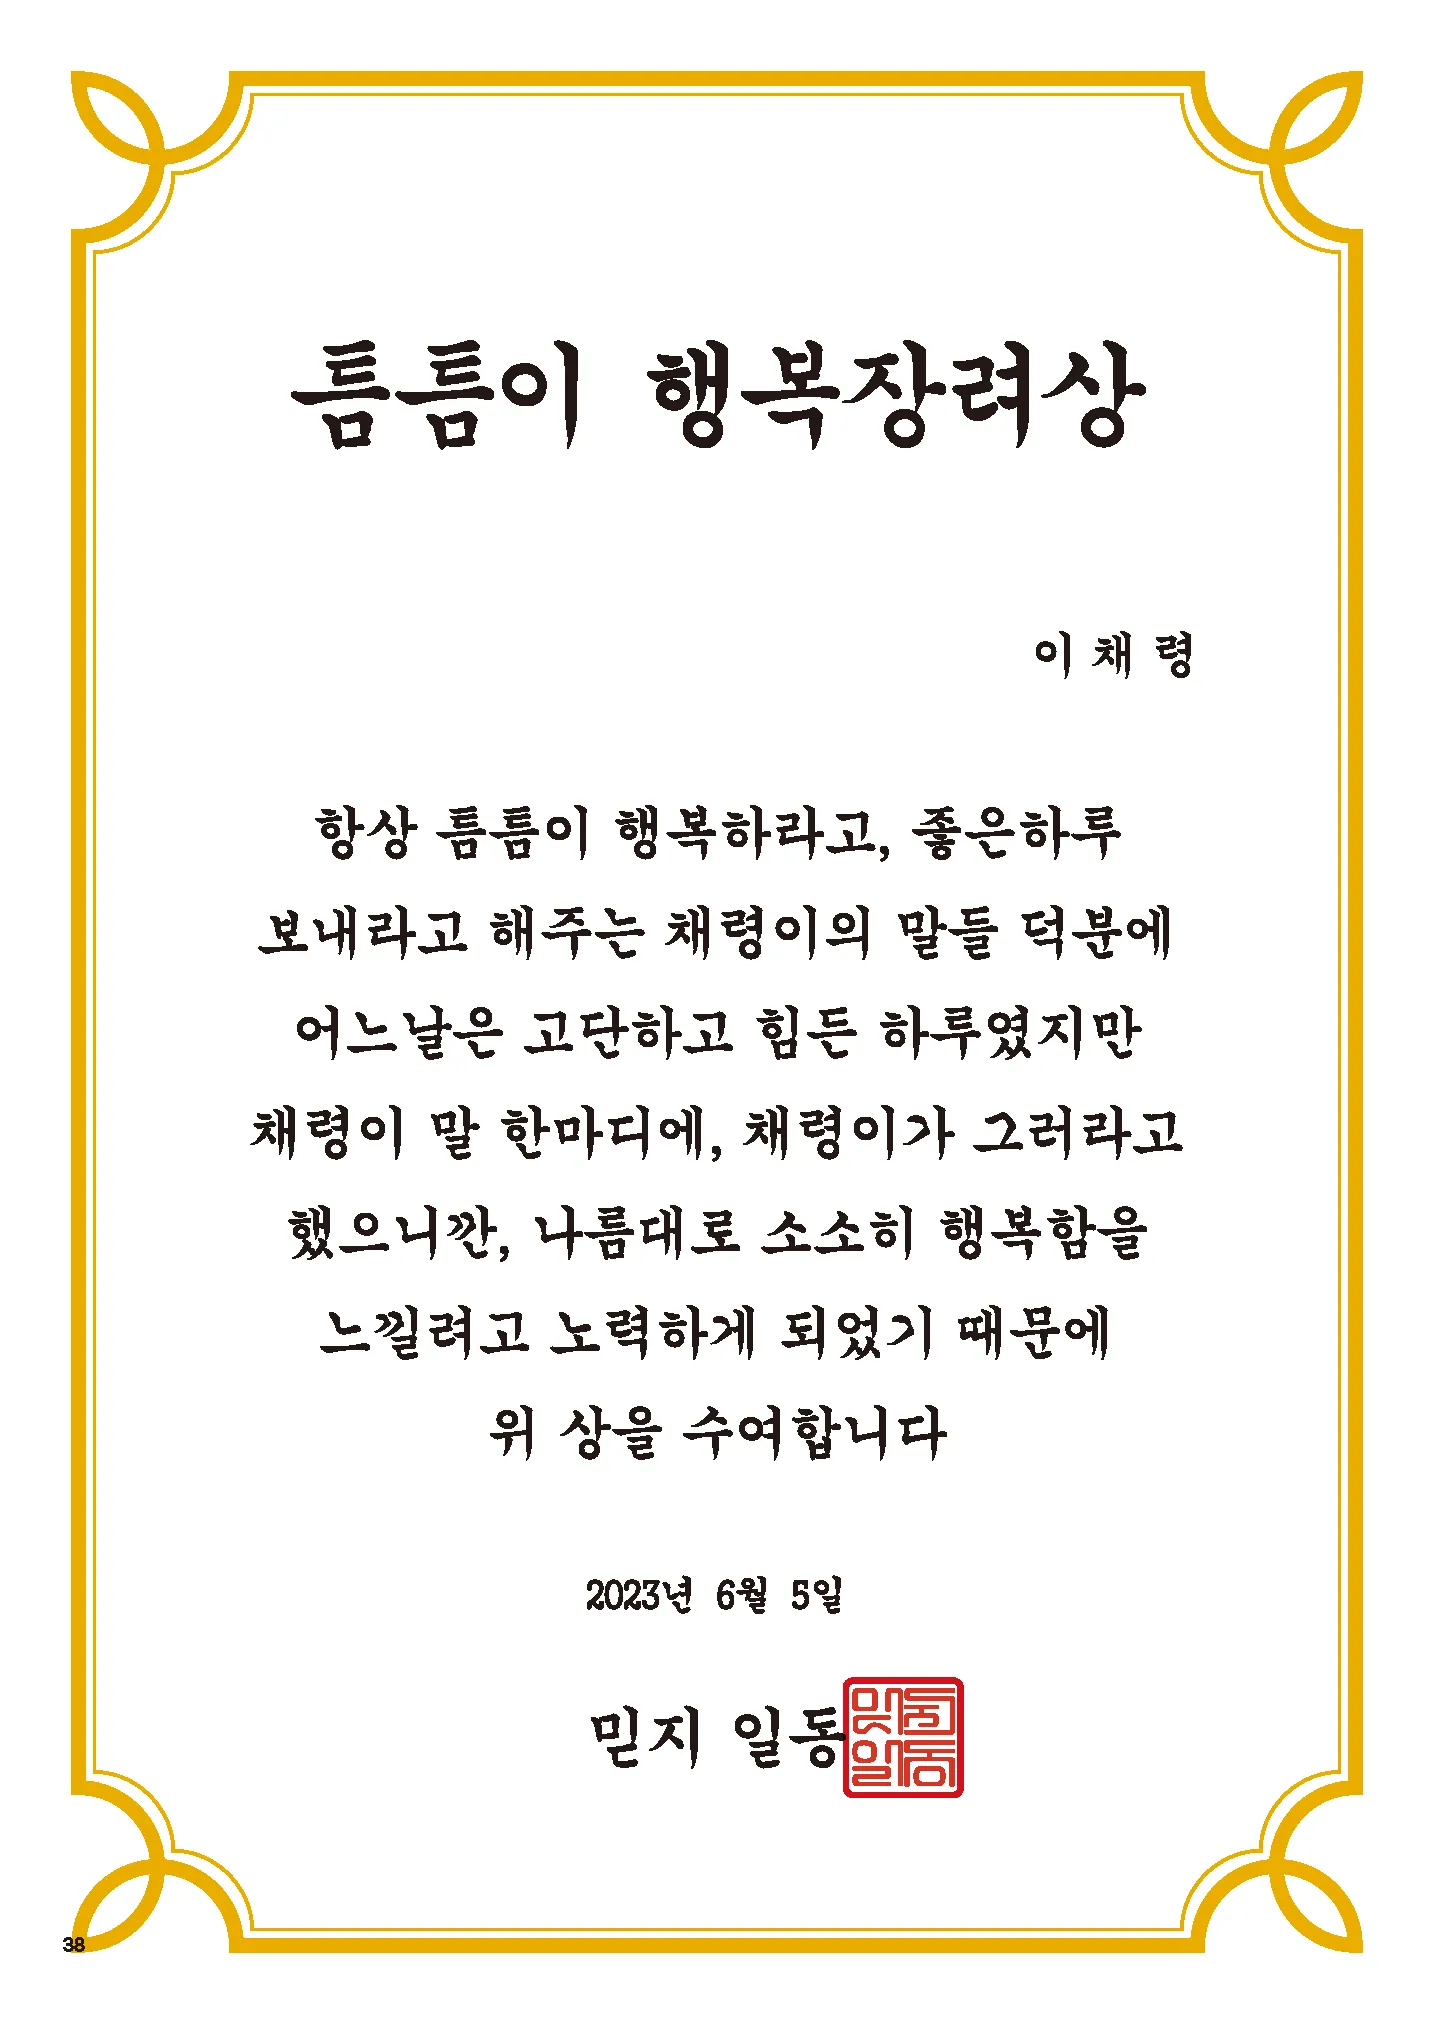 틈틈이 행복장려상
이 채 령
항상 틈틈이 행복하라고, 좋은하루
보내라고 해주는 채령이의 말들 덕분에
어느날은 고단하고 힘든 하루였지만
채령이 말 한마디에, 채령이가 그러라고
했으니깐, 나름대로 소소히 행복함을
느낄려고 노력하게 되었기 때문에
위 상을 수여합니다
2023년 6월 5일
믿지 일동
38